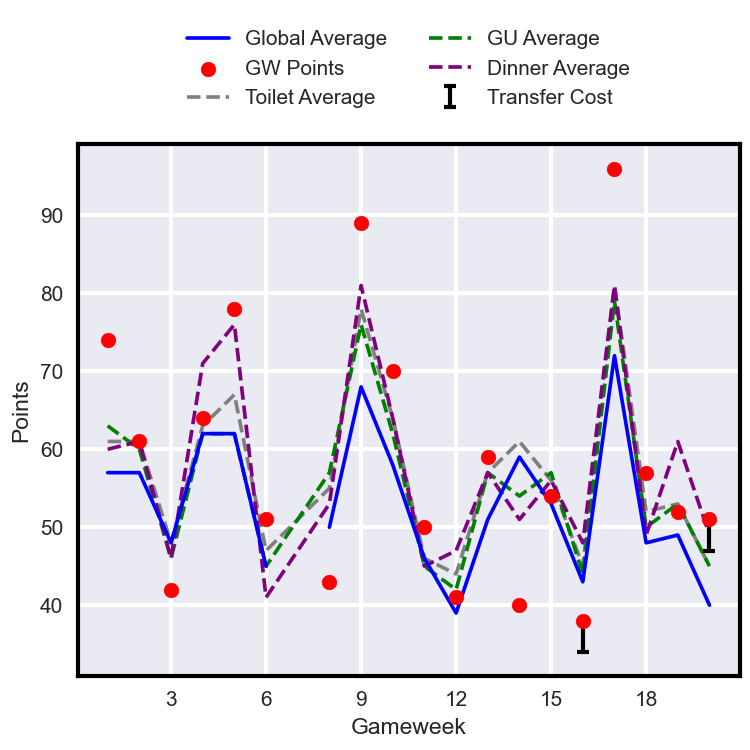 Global Average
GW Points
Toilet Average
GU Average
Dinner Average
Transfer Cost
90
80
70
60
50
40
Points
3 6 9 12 15 18
Gameweek